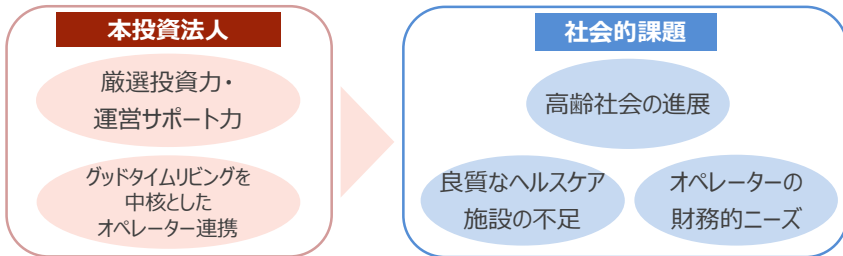 本投資法人
厳選投資力・
運営サポート力
グッドタイムリビングを
中核とした
オペレーター連携
社会的課題
高齢社会の進展
良質なヘルスケア
施設の不足
オペレーターの
財務的ニーズ